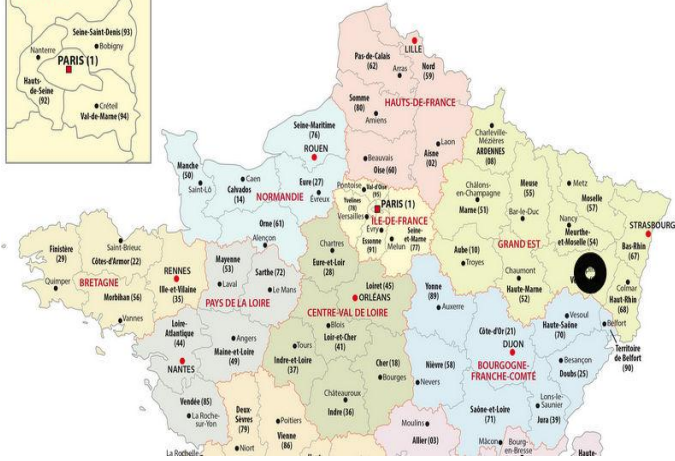 Seine-Saint-Denis (93)
Bobigny
Nanterre
PARIS (1)
Hauts-
de-Seine
(92)
Créteil
Val-de-Marne (94)
LILLE
Pas-de-Calais
(62)
Arras
Nord
(59)
Somme
(80)
HAUTS-DE-FRANCE
Amiens
Laon
Aisne
(02)
Beauvais
Oise (60)
Seine-Maritime
(76)
ROUEN
Manche
(50)
Saint-Lô
Caen
Calvados
(14)
Eure (27)
NORMANDIE
Évreux
Orne (61)
Alençon
Pontoise
Val-d'Oise
(95)
Yvelines
(78)
PARIS (1)
Versailles
ÎLE-DE-FRANCE
Evry
Essonne
(91)
Melun
Seine-
et-Marne
(77)
Charleville-
Mézières
ARDENNES
(08)
Châlons-
en-Champagne
Marne (51)
Meuse
(55)
Bar-le-Duc
Metz
Moselle
(57)
Nancy
Meurthe-
et-Moselle (54)
STRASBOURG
Bas-Rhin
(67)
GRAND EST
Aube (10)
Troyes
Chaumont
Haute-Marne
(52)
Colmar
Haut-Rhin
(68)
Finistère
(29)
Saint-Brieuc
Côtes-d'Armor (22)
Quimper
BRETAGNE
RENNES
Ille-et-Vilaine
(35)
Morbihan (56)
Vannes
Mayenne
(53)
Laval
Sarthe (72)
Le Mans
PAYS DE LA LOIRE
Loire-
Atlantique
(44)
NANTES
Angers
Maine-et-Loire
(49)
Vendée (85)
La Roche-
sur-Yon
Chartres
Eure-et-Loir
(28)
Loiret (45)
ORLÉANS
CENTRE-VAL DE LOIRE
Blois
Loir-et-Cher
(41)
Tours
Indre-et-Loire
(37)
Cher (18)
Bourges
Châteauroux
Indre (36)
Yonne
(89)
Auxerre
Côte-d'Or (21)
DIJON
Nièvre (58)
Nevers
BOURGOGNE-
FRANCHE-COMTÉ
Haute-Saône
(70)
Vesoul
Belfort
Territoire
de Belfort
(90)
Besançon
Doubs (25)
Lons-le-
Saunier
Jura (39)
Saône-et-Loire
(71)
Mâcon
Bourg-
en-Bresse
Deux-
Sèvres
(79)
Niort
Poitiers
Vienne
(86)
La Rochelle
Moulins
Allier (03)
Haute-